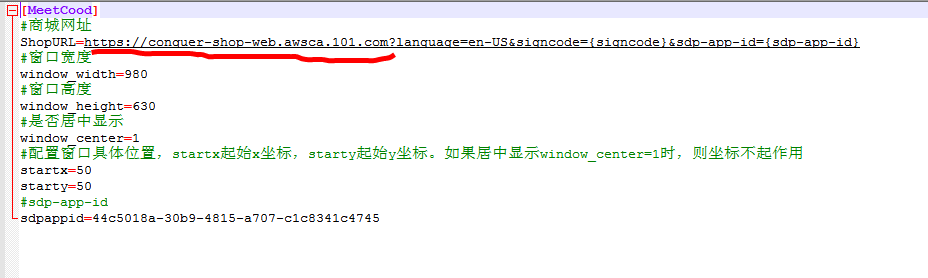 [MeetCood]
#商城网址
ShopURL=https://conquer-shop-web.awsca.101.com?language=en-US&signcode={signcode}&sdp-app-id={sdp-app-id}
#窗口宽度
window_width=980
#窗口高度
window_height=630
#是否居中显示
window_center=1
#配置窗口具体位置，startx起始x坐标，starty起始y坐标。如果居中显示window_center=1时，则坐标不起作用
startx=50
starty=50
#sdp-app-id
sdpappid=44c5018a-30b9-4815-a707-c1c8341c4745